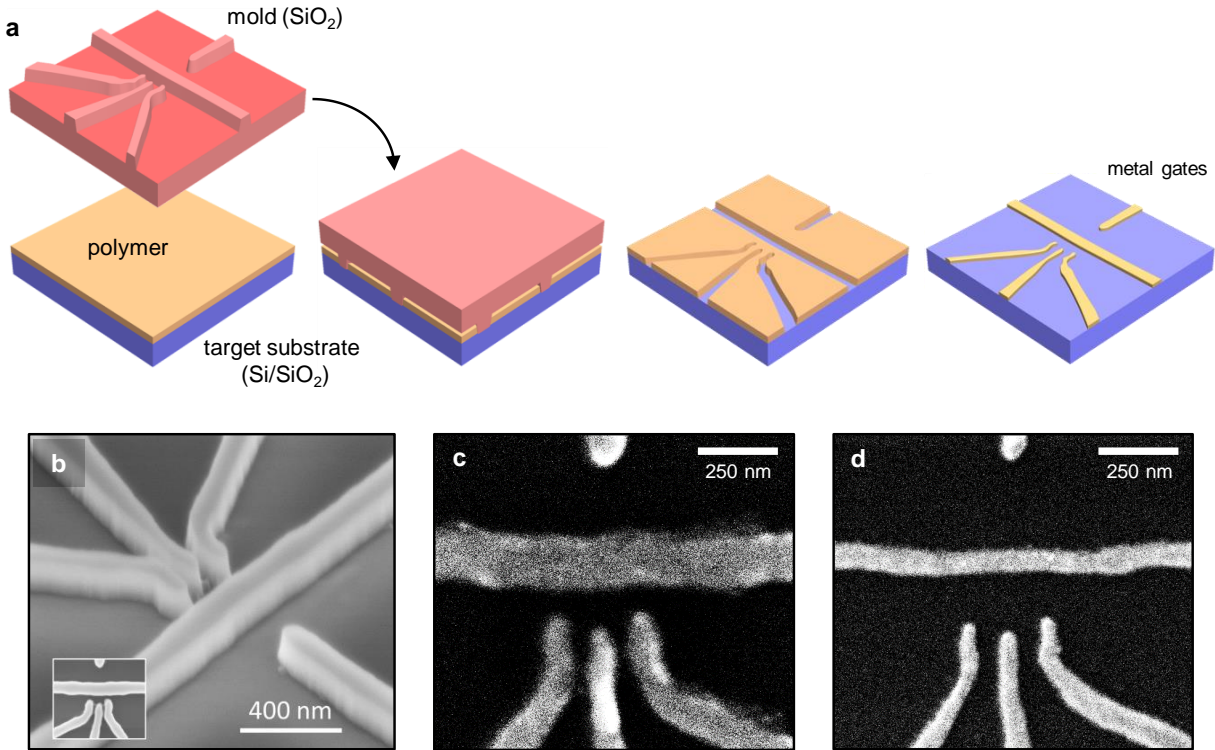 a
mold (SiO₂)
metal gates
polymer
target substrate
(Si/SiO₂)
b
400 nm
c
250 nm
d
250 nm